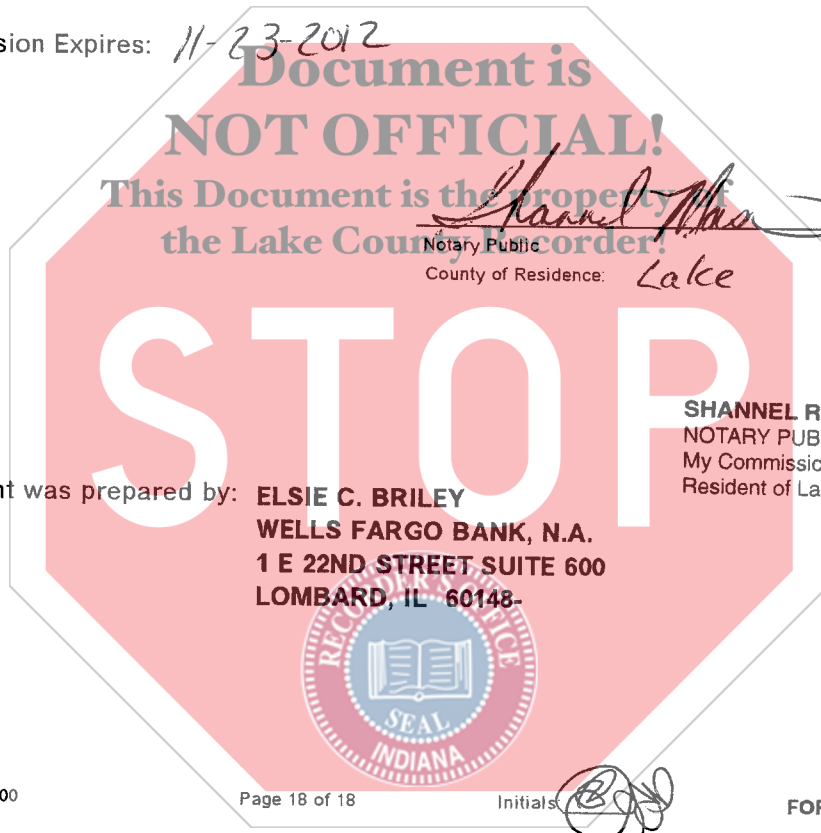 sion Expires: 11-23-2012
Document is
NOT OFFICIAL!
This Document is the property of
the Lake County Recorder!
Shannel
Notary Public
County of Residence: Lake
STOP
SHANNEL R
NOTARY PUB
My Commissio
Resident of La
nt was prepared by: ELSIE C. BRILEY
WELLS FARGO BANK, N.A.
1 E 22ND STREET SUITE 600
LOMBARD, IL 60148-
RECORDER'S OFFICE
SEAL
INDIANA
00
Page 18 of 18
Initials
FOR